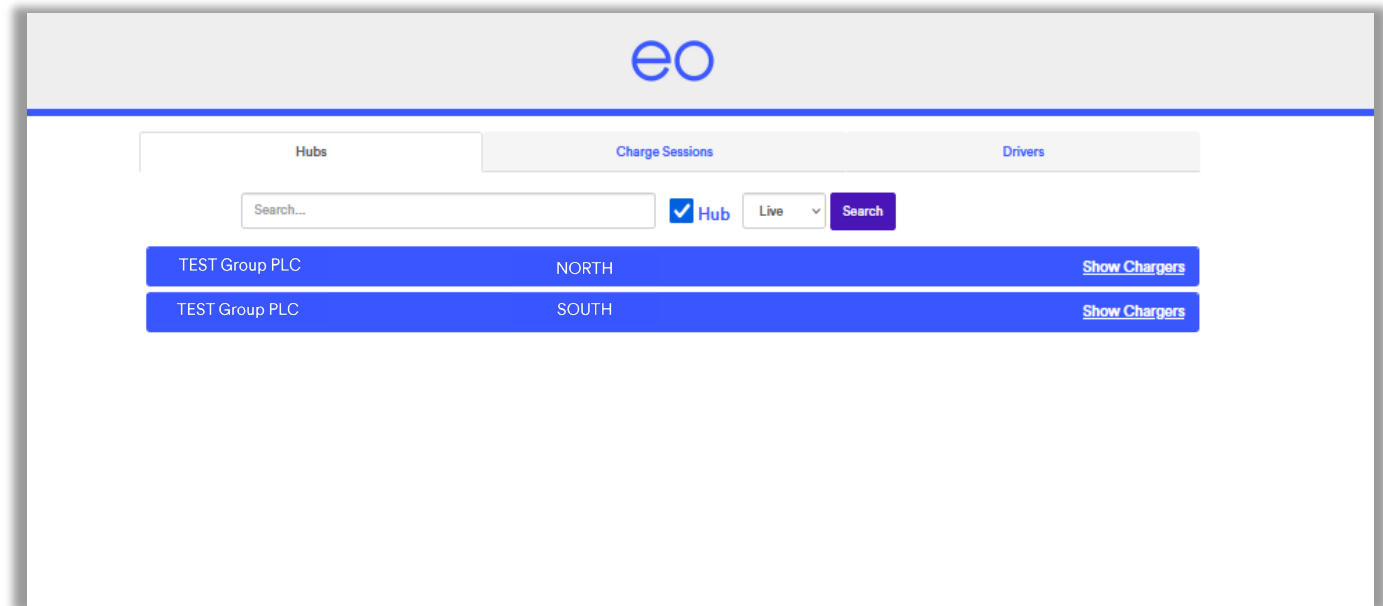 eo
Hubs Charge Sessions Drivers
Search... Hub Live Search
TEST Group PLC NORTH Show Chargers
TEST Group PLC SOUTH Show Chargers